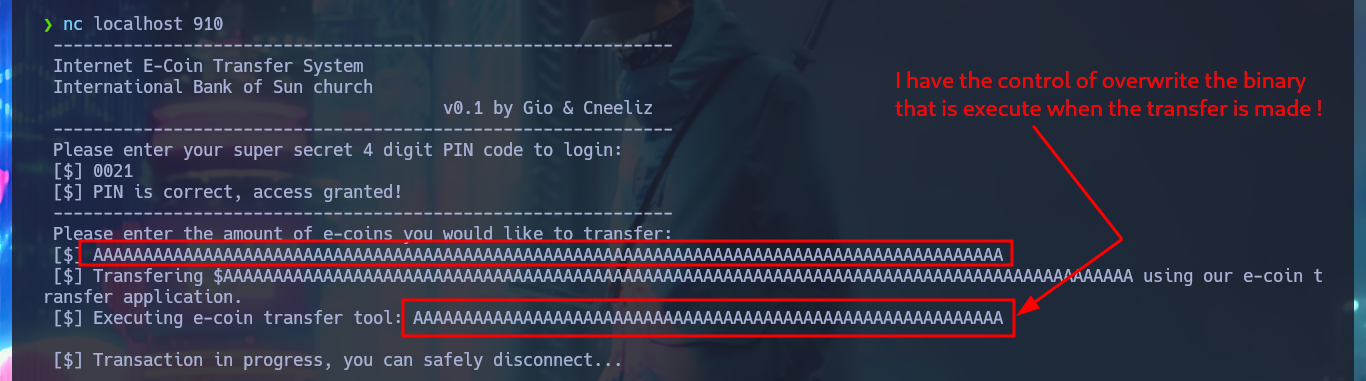 ❯ nc localhost 910
--------------------------------------------------------------
Internet E-Coin Transfer System
International Bank of Sun church
v0.1 by Gio & Cneeliz
--------------------------------------------------------------
Please enter your super secret 4 digit PIN code to login:
[$] 0021
[$] PIN is correct, access granted!
--------------------------------------------------------------
Please enter the amount of e-coins you would like to transfer:
[$] AAAAAAAAAAAAAAAAAAAAAAAAAAAAAAAAAAAAAAAAAAAAAAAAAAAAAAAAAAAAAAAAAAAAAAAAAAAAAAAAAAAAAAAAAAA
[$] Transfering $AAAAAAAAAAAAAAAAAAAAAAAAAAAAAAAAAAAAAAAAAAAAAAAAAAAAAAAAAAAAAAAAAAAAAAAAAAAAAAAAAAAAAAAAAAA using our e-coin t
ransfer application.
[$] Executing e-coin transfer tool: AAAAAAAAAAAAAAAAAAAAAAAAAAAAAAAAAAAAAAAAAAAAAAAAAAAAAAAAAAA
[$] Transaction in progress, you can safely disconnect...
I have the control of overwrite the binary
that is execute when the transfer is made !